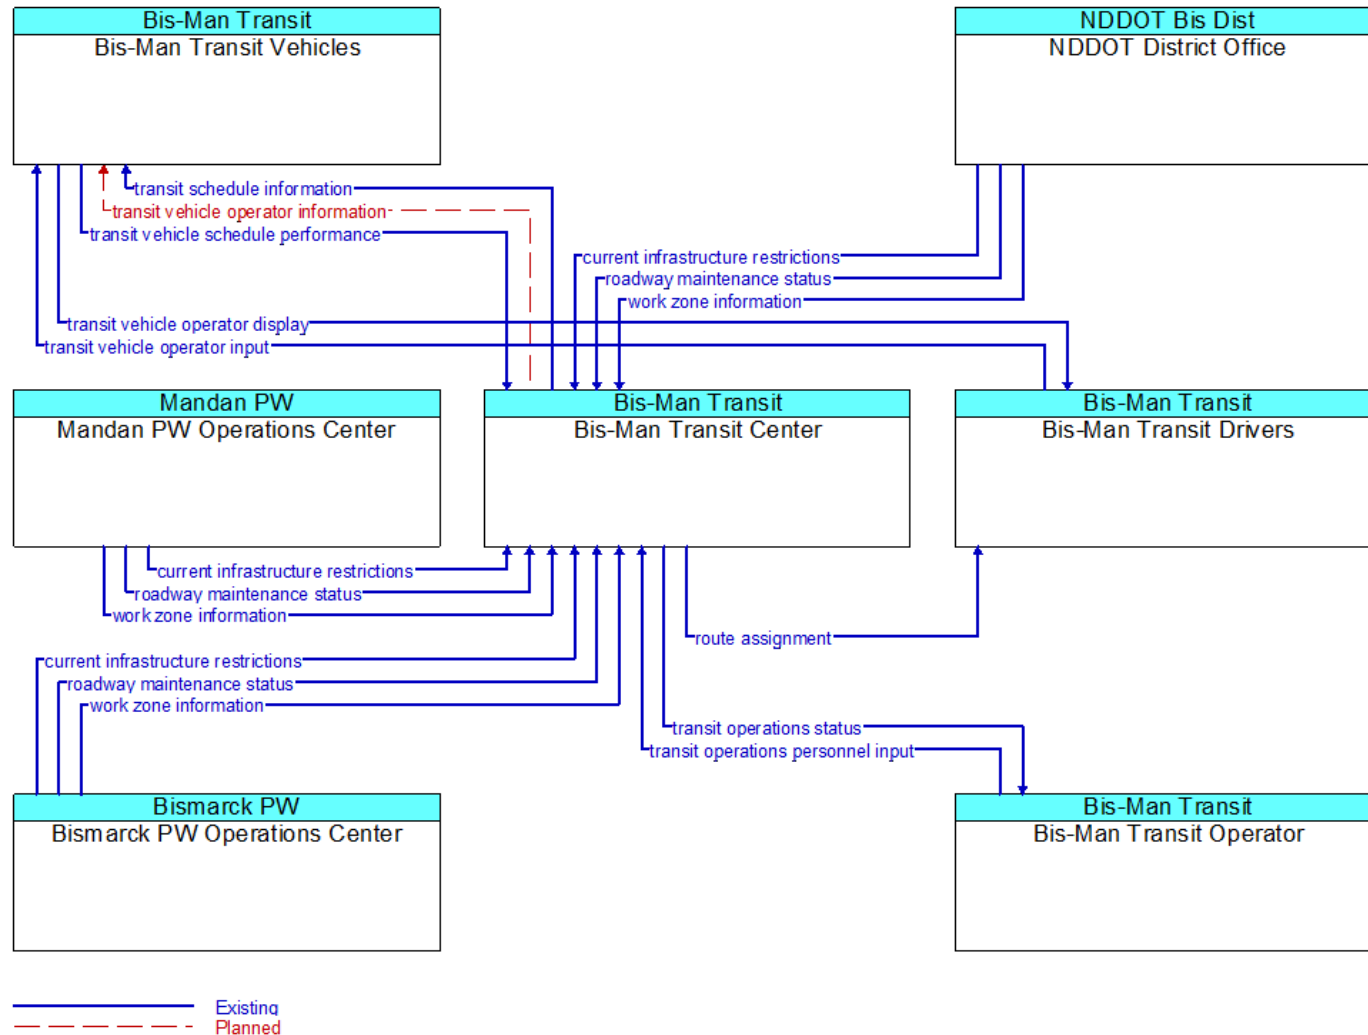 Bis-Man Transit
Bis-Man Transit Vehicles
NDDOT Bis Dist
NDDOT District Office
transit schedule information
transit vehicle operator information
transit vehicle schedule performance
current infrastructure restrictions
roadway maintenance status
work zone information
transit vehicle operator display
transit vehicle operator input
Mandan PW
Mandan PW Operations Center
Bis-Man Transit
Bis-Man Transit Center
Bis-Man Transit
Bis-Man Transit Drivers
current infrastructure restrictions
roadway maintenance status
work zone information
route assignment
current infrastructure restrictions
roadway maintenance status
work zone information
transit operations status
transit operations personnel input
Bismarck PW
Bismarck PW Operations Center
Bis-Man Transit
Bis-Man Transit Operator
Existing
Planned